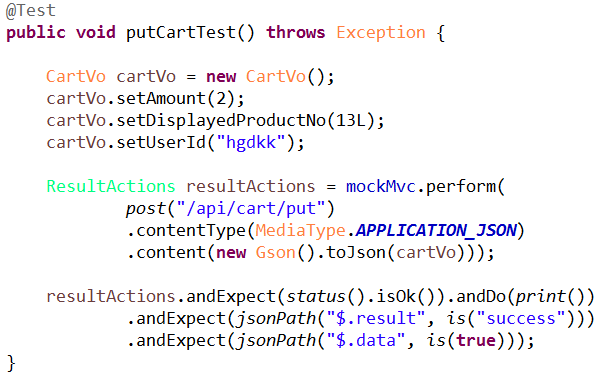 @Test
public void putCartTest() throws Exception {
CartVo cartVo = new CartVo();
cartVo.setAmount(2);
cartVo.setDisplayedProductNo(13L);
cartVo.setUserId("hgdkk");
ResultActions resultActions = mockMvc.perform(
post("/api/cart/put")
.contentType(MediaType.APPLICATION_JSON)
.content(new Gson().toJson(cartVo)));
resultActions.andExpect(status().isOk()).andDo(print())
.andExpect(jsonPath("$.result", is("success")))
.andExpect(jsonPath("$.data", is(true)));
}